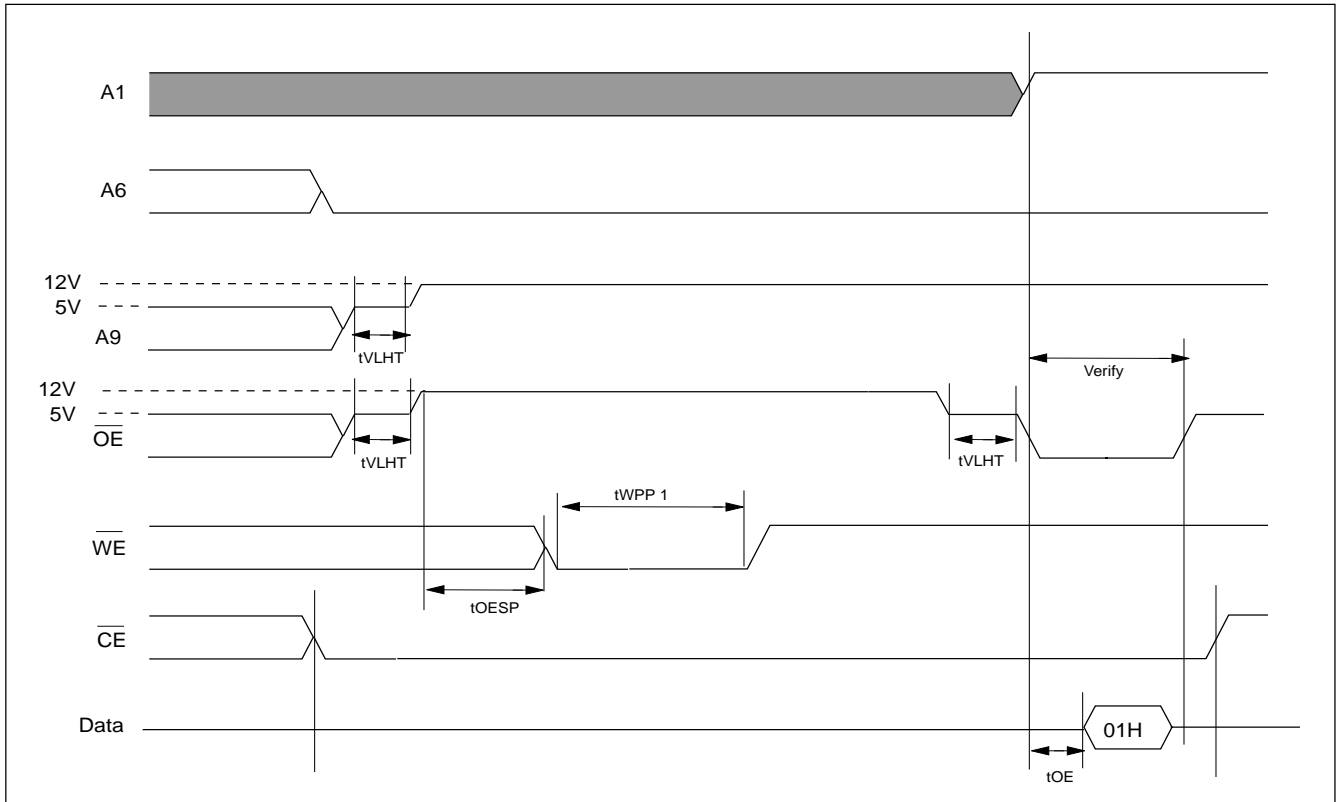 A1
A6
12V
5V
A9
tVLHT
Verify
12V
5V
OE
tVLHT
tVLHT
tWPP 1
WE
tOESP
CE
Data
01H
tOE